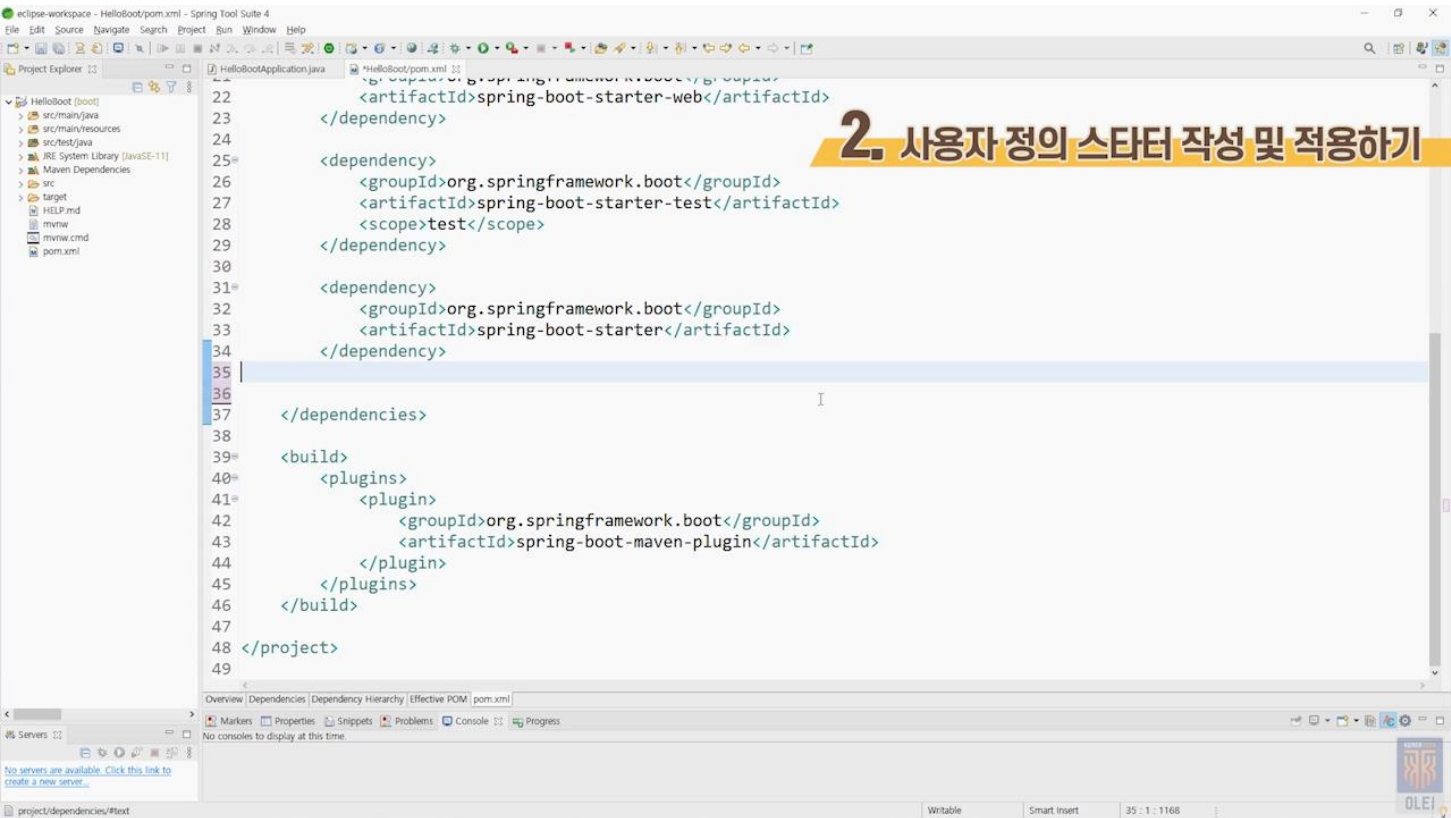 eclipse-workspace - HelloBoot/pom.xml - Spring Tool Suite 4
File Edit Source Navigate Search Project Run Window Help
Project Explorer
HelloBootApplication.java
*HelloBoot/pom.xml
HelloBoot [boot]
src/main/java
src/main/resources
src/test/java
JRE System Library [JavaSE-11]
Maven Dependencies
src
target
HELP.md
mvnw
mvnw.cmd
pom.xml
2. 사용자 정의 스타터 작성 및 적용하기
21 <groupId>org.springframework.boot</groupId>
22 <artifactId>spring-boot-starter-web</artifactId>
23 </dependency>
24
25 <dependency>
26 <groupId>org.springframework.boot</groupId>
27 <artifactId>spring-boot-starter-test</artifactId>
28 <scope>test</scope>
29 </dependency>
30
31 <dependency>
32 <groupId>org.springframework.boot</groupId>
33 <artifactId>spring-boot-starter</artifactId>
34 </dependency>
35
36
37 </dependencies>
38
39 <build>
40 <plugins>
41 <plugin>
42 <groupId>org.springframework.boot</groupId>
43 <artifactId>spring-boot-maven-plugin</artifactId>
44 </plugin>
45 </plugins>
46 </build>
47
48 </project>
49
Overview Dependencies Dependency Hierarchy Effective POM pom.xml
Markers Properties Snippets Problems Console Progress
No consoles to display at this time.
Servers
No servers are available. Click this link to
create a new server...
project/dependencies/#text
Writable
Smart Insert
35 : 1 : 1168
OLEI